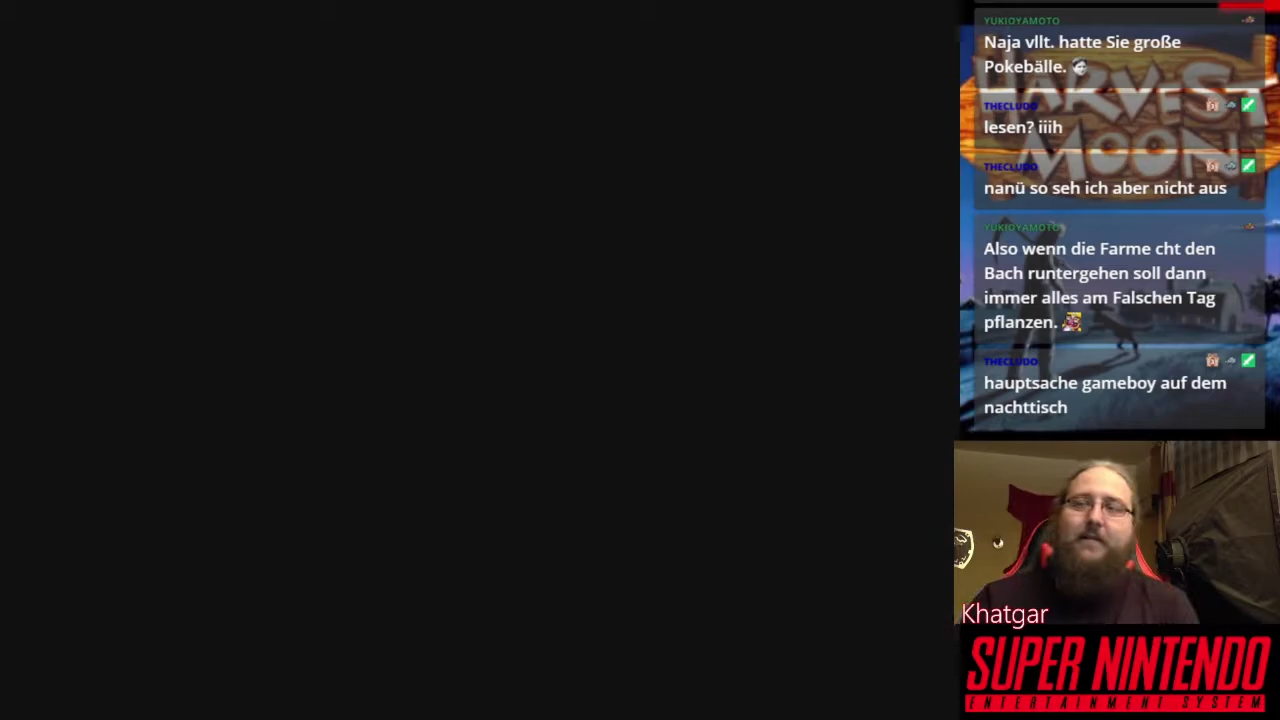 YUKIOYAMOTO
Naja vllt. hatte Sie große
Pokebälle.
HARVEST
MOON
THECLUDO
lesen? iiih
THECLUDO
nanü so seh ich aber nicht aus
YUKIOYAMOTO
Also wenn die Farme cht den
Bach runtergehen soll dann
immer alles am Falschen Tag
pflanzen.
THECLUDO
hauptsache gameboy auf dem
nachttisch
Khatgar
SUPER NINTENDO
ENTERTAINMENT SYSTEM